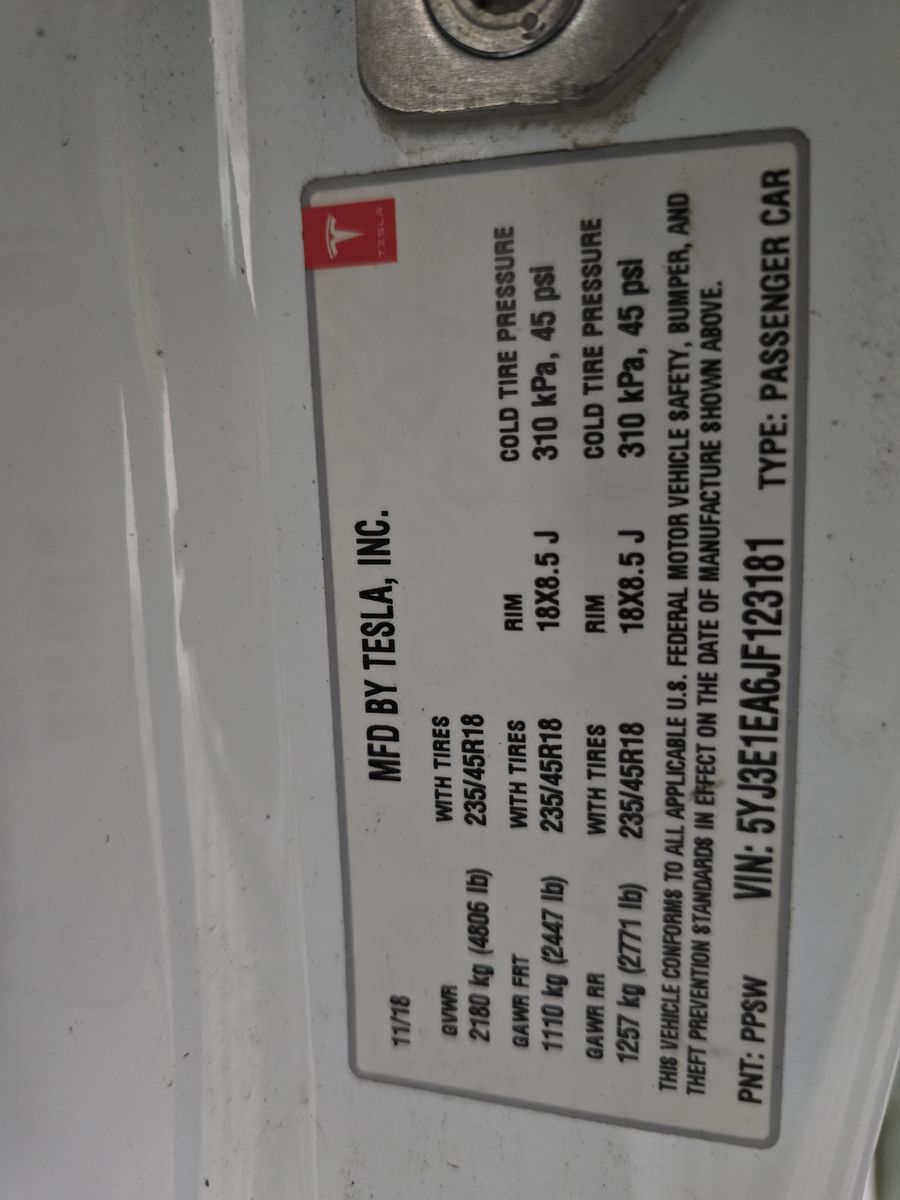 TESLA
11/18 MFD BY TESLA, INC.
GVWR WITH TIRES
2180 kg (4806 lb) 235/45R18
GAWR FRT WITH TIRES RIM COLD TIRE PRESSURE
1110 kg (2447 lb) 235/45R18 18X8.5 J 310 kPa, 45 psi
GAWR RR WITH TIRES RIM COLD TIRE PRESSURE
1257 kg (2771 lb) 235/45R18 18X8.5 J 310 kPa, 45 psi
THIS VEHICLE CONFORMS TO ALL APPLICABLE U.S. FEDERAL MOTOR VEHICLE SAFETY, BUMPER, AND
THEFT PREVENTION STANDARDS IN EFFECT ON THE DATE OF MANUFACTURE SHOWN ABOVE.
PNT: PPSW VIN: 5YJ3E1EA6JF123181 TYPE: PASSENGER CAR